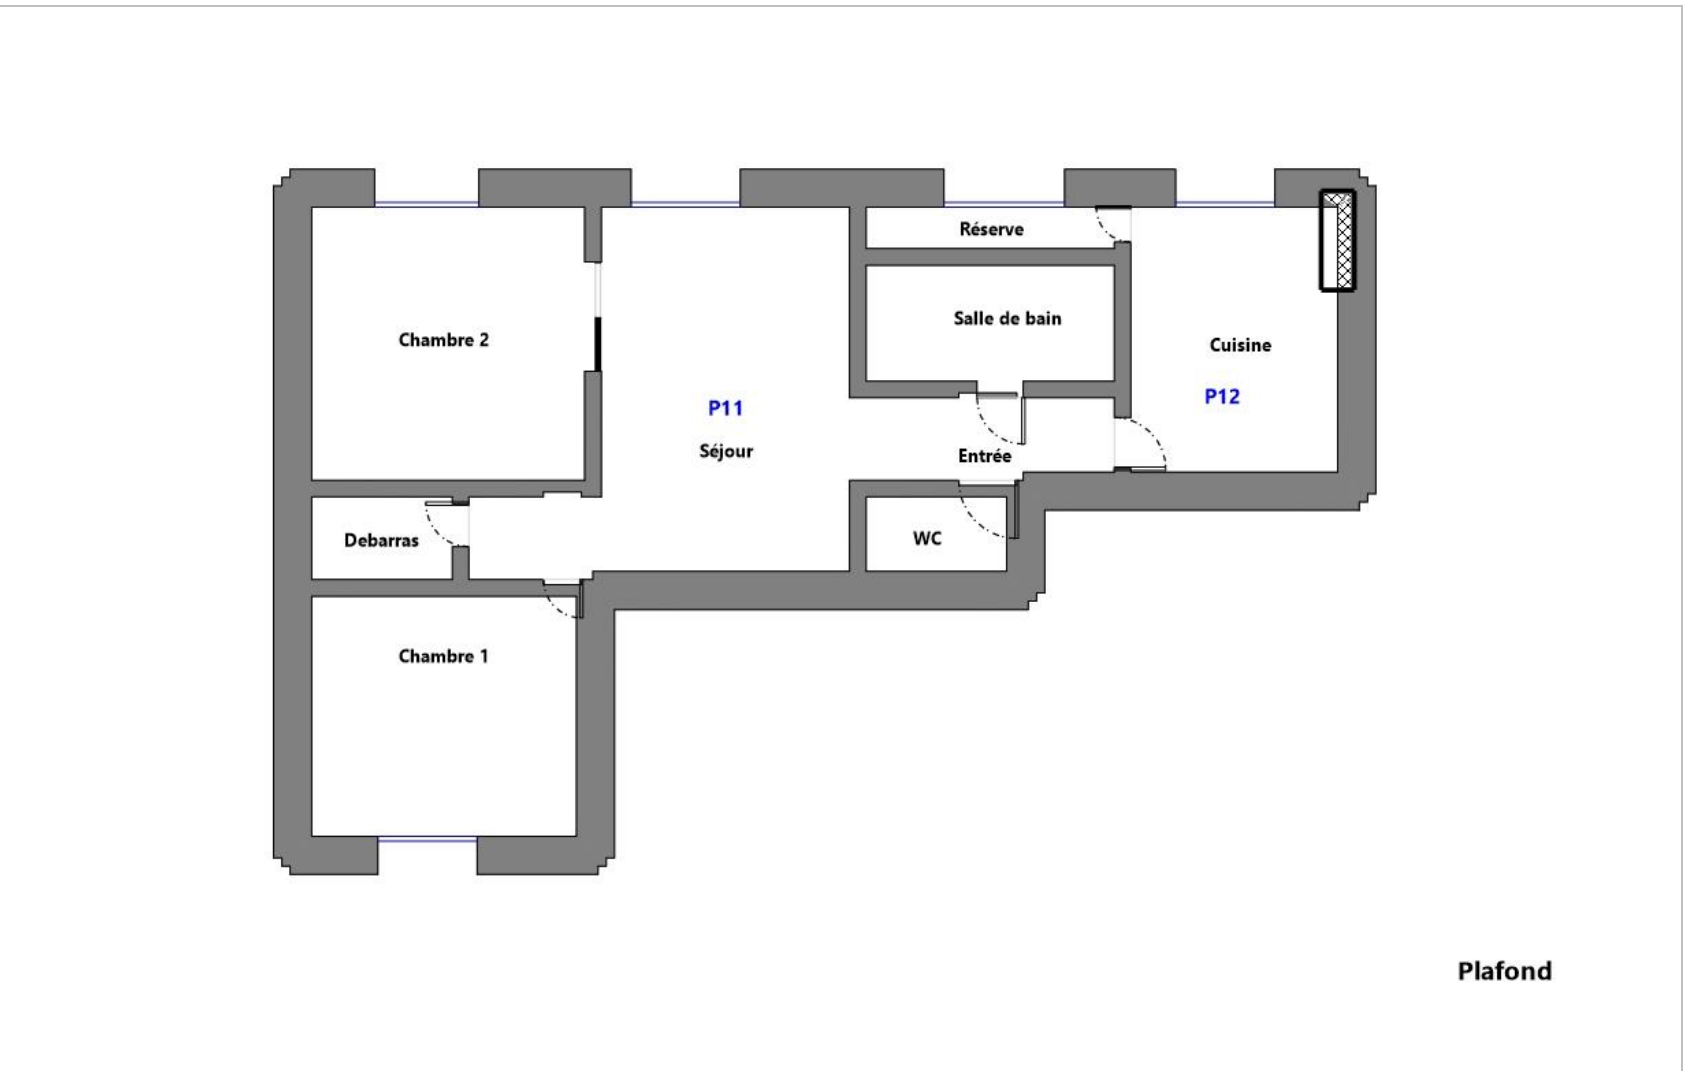 Réserve
Salle de bain
Chambre 2
Cuisine
P12
P11
Séjour
Entrée
Debarras
WC
Chambre 1
Plafond